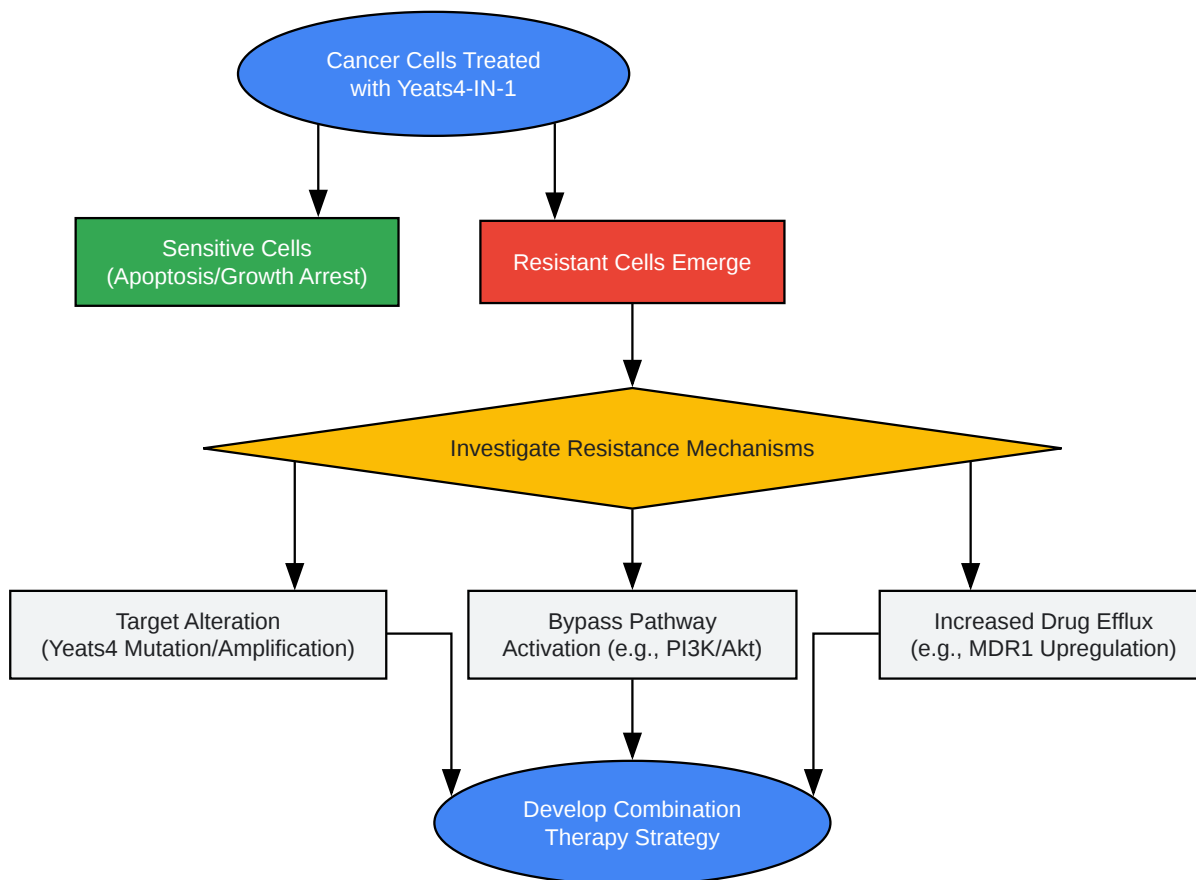 Cancer Cells Treated
with Yeats4-IN-1
Sensitive Cells
(Apoptosis/Growth Arrest)
Resistant Cells Emerge
Investigate Resistance Mechanisms
Target Alteration
(Yeats4 Mutation/Amplification)
Bypass Pathway
Activation (e.g., PI3K/Akt)
Increased Drug Efflux
(e.g., MDR1 Upregulation)
Develop Combination
Therapy Strategy